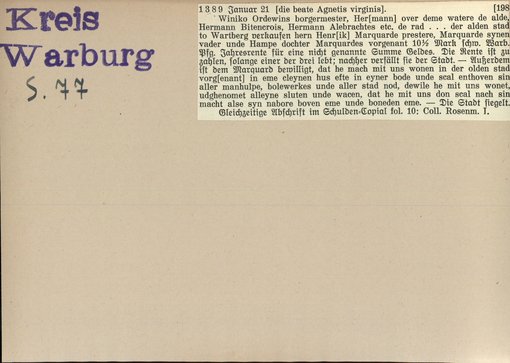 Kreis
Warburg
S. 77
1389 Januar 21 [die beate Agnetis virginis]. [198
Winiko Ordewins borgermester, Her[mann] over deme watere de alde,
Hermann Bitencrois, Hermann Alebrachtes etc. de rad . . . der alden stad
to Wartberg verkaufen hern Henr[ik] Marquarde prestere, Marquarde synen
vader unde Hampe dochter Marquardes vorgenant 10½ Mark schw. Warb.
Pfg. Jahresrente für eine nicht genannte Summe Geldes. Die Rente ist zu
zahlen, solange einer der drei lebt; nachher verfällt sie der Stadt. — Außerdem
ist dem Marquard bewilligt, dat he mach mit uns wonen in der olden stad
vorg[enant] in eme cleynen hus efte in eyner bode unde scal enthoven sin
aller manhulpe, bolewerkes unde aller stad nod, dewile he mit uns wonet,
udghenomet alleyne sluten unde wacen, dat he mit uns don scal nach sin
macht alse syn nabore boven eme unde boneden eme. — Die Stadt siegelt.
Gleichzeitige Abschrift im Schulden-Copial fol. 10: Coll. Rosenm. I.